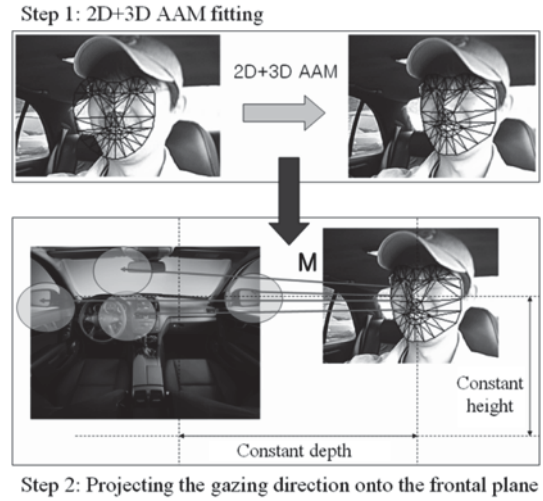 Step 1: 2D+3D AAM fitting
2D+3D AAM
M
Constant
height
Constant depth
Step 2: Projecting the gazing direction onto the frontal plane